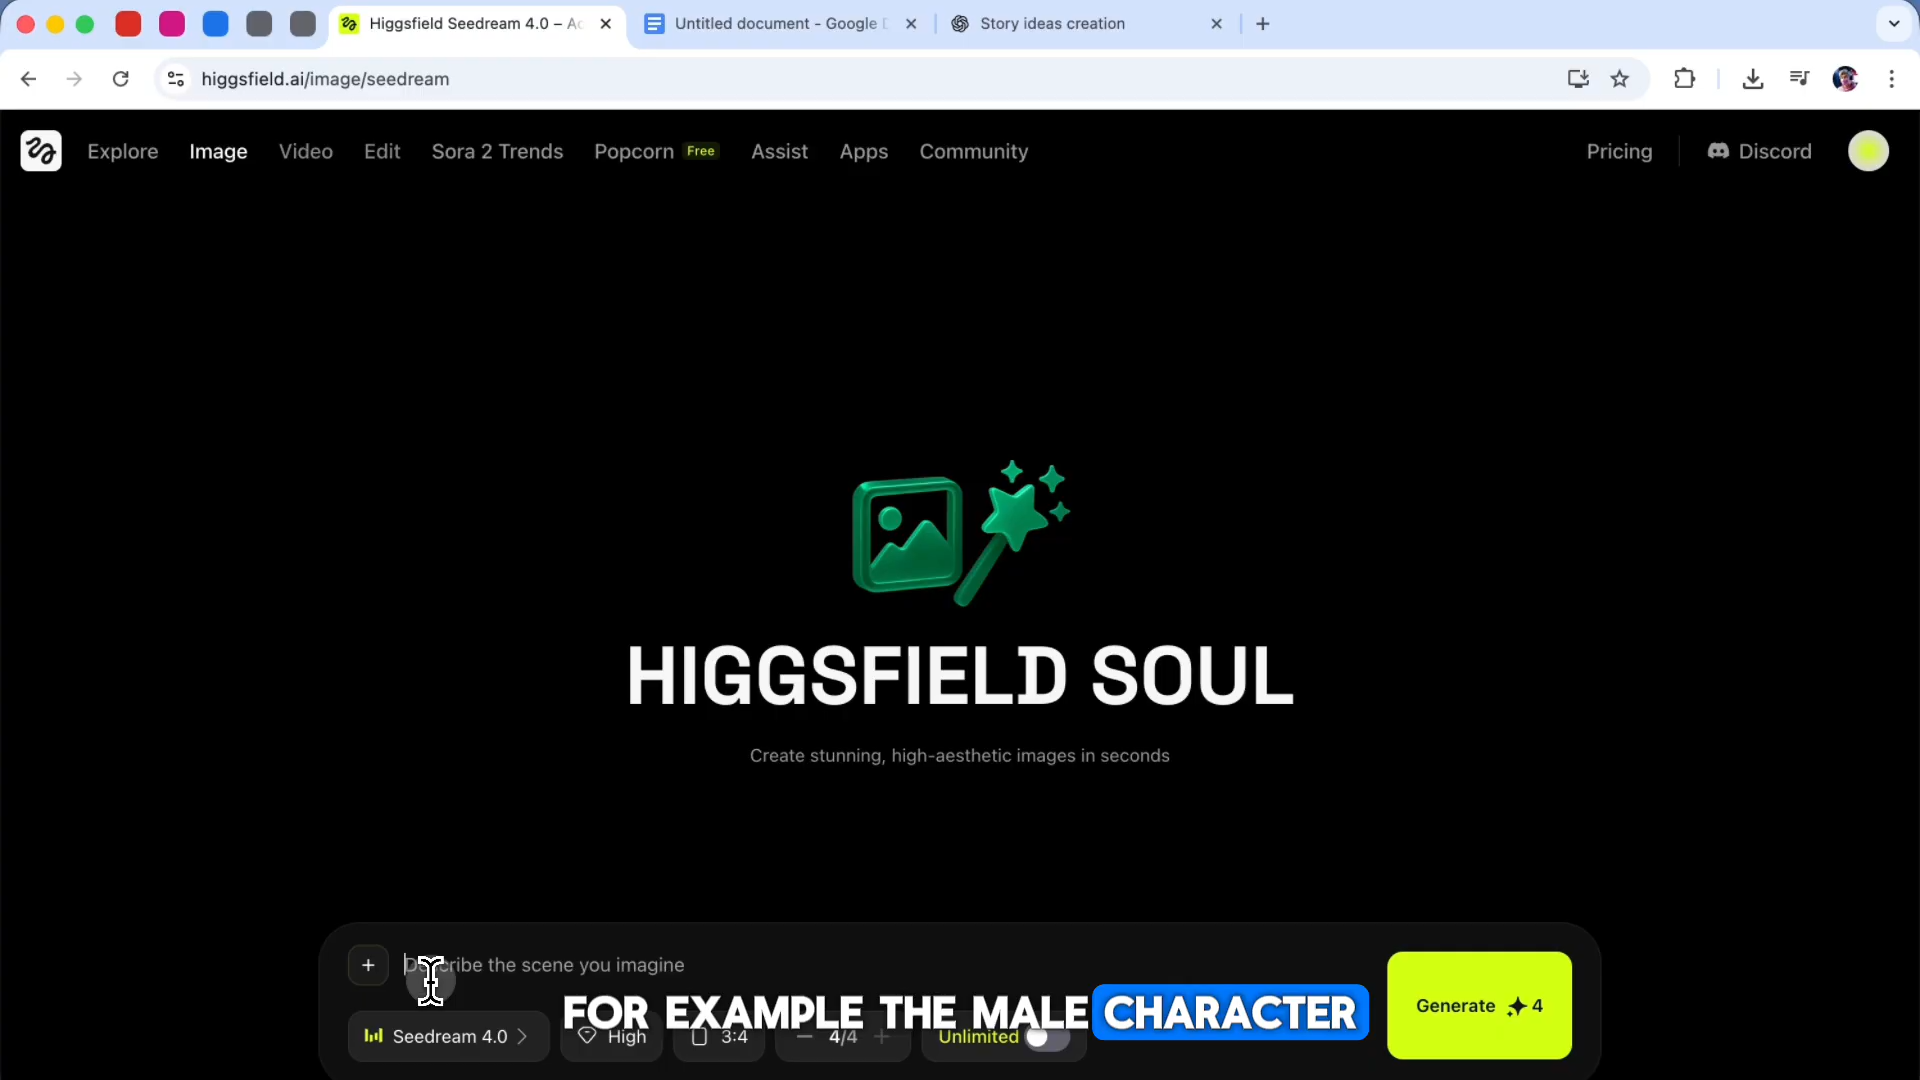 Higgsfield Seedream 4.0 – Ad
Untitled document - Google D
Story ideas creation
higgsfield.ai/image/seedream
Explore
Image
Video
Edit
Sora 2 Trends
Popcorn Free
Assist
Apps
Community
Pricing
Discord
HIGGSFIELD SOUL
Create stunning, high-aesthetic images in seconds
Describe the scene you imagine
FOR EXAMPLE THE MALE CHARACTER
Seedream 4.0
High
3:4
4/4
Unlimited
Generate 4